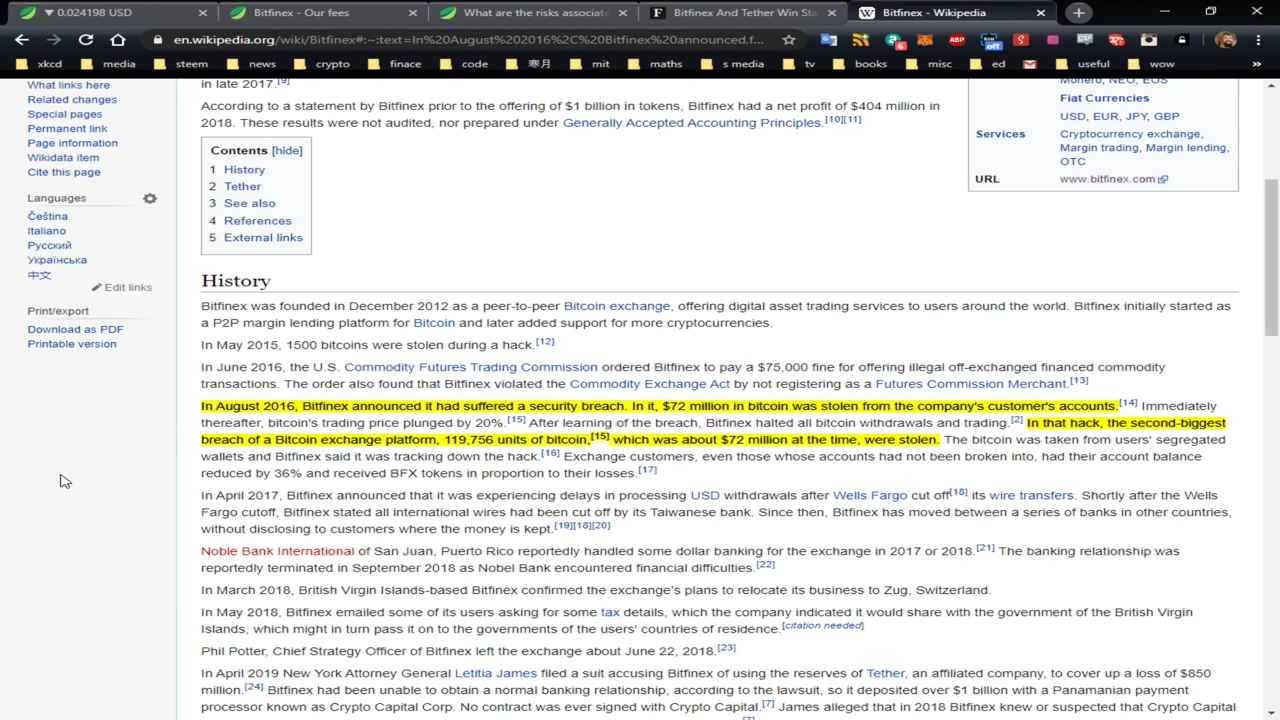 ▼ 0.024198 USD
Bitfinex - Our fees
What are the risks associate
Bitfinex And Tether Win Sta
Bitfinex - Wikipedia
en.wikipedia.org/wiki/Bitfinex#:~:text=In%20August%202016%2C%20Bitfinex%20announced.f...
xkcd media steem news crypto finace code 寒月 mit maths s media tv books misc ed useful wow »
What links here
Related changes
Special pages
Permanent link
Page information
Wikidata item
Cite this page
Languages
Čeština
Italiano
Русский
Українська
中文
Edit links
Print/export
Download as PDF
Printable version
in late 2017.[9]
According to a statement by Bitfinex prior to the offering of $1 billion in tokens, Bitfinex had a net profit of $404 million in
2018. These results were not audited, nor prepared under Generally Accepted Accounting Principles.[10][11]
Contents [hide]
1 History
2 Tether
3 See also
4 References
5 External links
Monero, NEO, EOS
Fiat Currencies
USD, EUR, JPY, GBP
Services Cryptocurrency exchange,
Margin trading, Margin lending,
OTC
URL www.bitfinex.com
History
Bitfinex was founded in December 2012 as a peer-to-peer Bitcoin exchange, offering digital asset trading services to users around the world. Bitfinex initially started as
a P2P margin lending platform for Bitcoin and later added support for more cryptocurrencies.
In May 2015, 1500 bitcoins were stolen during a hack.[12]
In June 2016, the U.S. Commodity Futures Trading Commission ordered Bitfinex to pay a $75,000 fine for offering illegal off-exchanged financed commodity
transactions. The order also found that Bitfinex violated the Commodity Exchange Act by not registering as a Futures Commission Merchant.[13]
In August 2016, Bitfinex announced it had suffered a security breach. In it, $72 million in bitcoin was stolen from the company's customer's accounts.[14] Immediately
thereafter, bitcoin's trading price plunged by 20%.[15] After learning of the breach, Bitfinex halted all bitcoin withdrawals and trading.[2] In that hack, the second-biggest
breach of a Bitcoin exchange platform, 119,756 units of bitcoin,[15] which was about $72 million at the time, were stolen. The bitcoin was taken from users' segregated
wallets and Bitfinex said it was tracking down the hack.[16] Exchange customers, even those whose accounts had not been broken into, had their account balance
reduced by 36% and received BFX tokens in proportion to their losses.[17]
In April 2017, Bitfinex announced that it was experiencing delays in processing USD withdrawals after Wells Fargo cut off[18] its wire transfers. Shortly after the Wells
Fargo cutoff, Bitfinex stated all international wires had been cut off by its Taiwanese bank. Since then, Bitfinex has moved between a series of banks in other countries,
without disclosing to customers where the money is kept.[19][18][20]
Noble Bank International of San Juan, Puerto Rico reportedly handled some dollar banking for the exchange in 2017 or 2018.[21] The banking relationship was
reportedly terminated in September 2018 as Nobel Bank encountered financial difficulties.[22]
In March 2018, British Virgin Islands-based Bitfinex confirmed the exchange's plans to relocate its business to Zug, Switzerland.
In May 2018, Bitfinex emailed some of its users asking for some tax details, which the company indicated it would share with the government of the British Virgin
Islands, which might in turn pass it on to the governments of the users' countries of residence.[citation needed]
Phil Potter, Chief Strategy Officer of Bitfinex left the exchange about June 22, 2018.[23]
In April 2019 New York Attorney General Letitia James filed a suit accusing Bitfinex of using the reserves of Tether, an affiliated company, to cover up a loss of $850
million.[24] Bitfinex had been unable to obtain a normal banking relationship, according to the lawsuit, so it deposited over $1 billion with a Panamanian payment
processor known as Crypto Capital Corp. No contract was ever signed with Crypto Capital.[7] James alleged that in 2018 Bitfinex knew or suspected that Crypto Capital